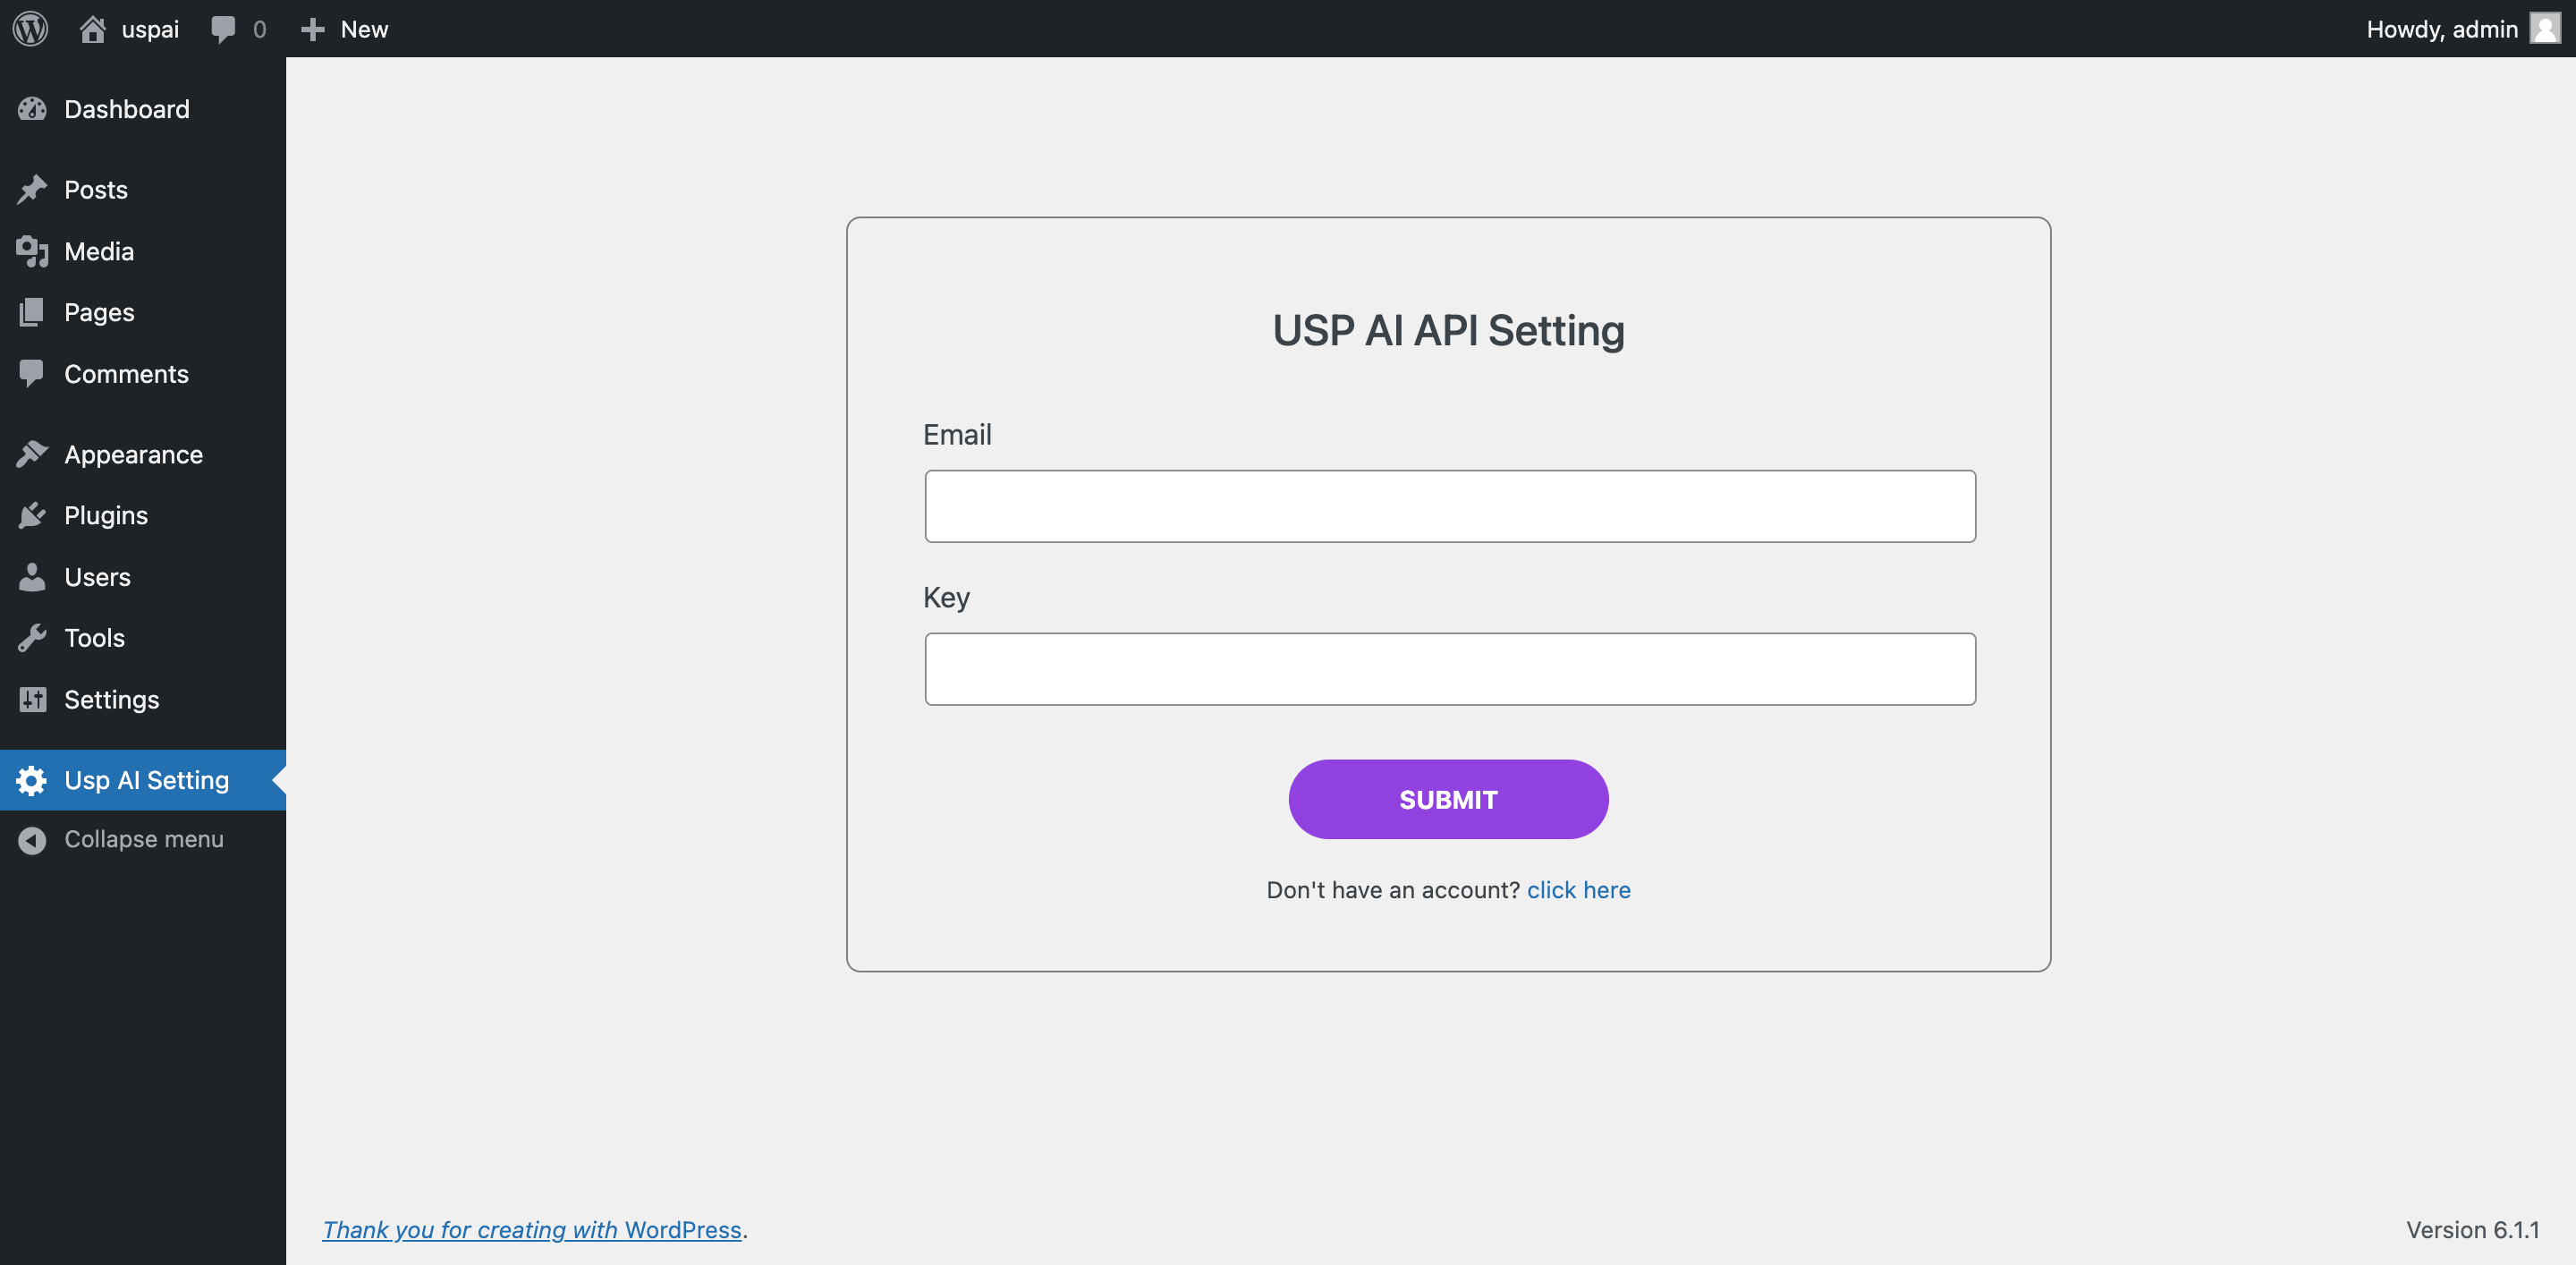 uspai 0 New Howdy, admin
Dashboard
Posts
Media
Pages
Comments
Appearance
Plugins
Users
Tools
Settings
Usp AI Setting
Collapse menu
USP AI API Setting
Email
Key
SUBMIT
Don't have an account? click here
Thank you for creating with WordPress.
Version 6.1.1